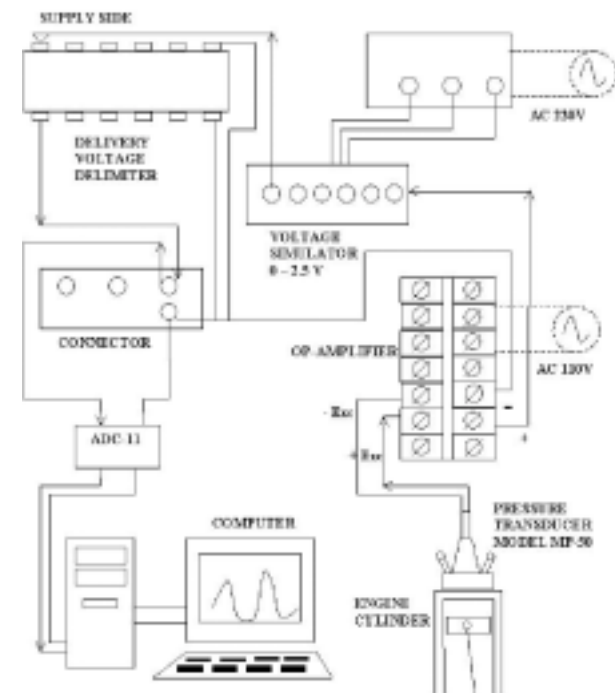 SUPPLY SIDE
AC 230V
DELIVERY
VOLTAGE
DELIMITER
VOLTAGE
SIMULATOR
0 – 2.5 V
CONNECTOR
OP-AMPLIFIER
AC 110V
- Exc
+ Exc
-
+
ADC-11
COMPUTER
PRESSURE
TRANSDUCER
MODEL MP-50
ENGINE
CYLINDER